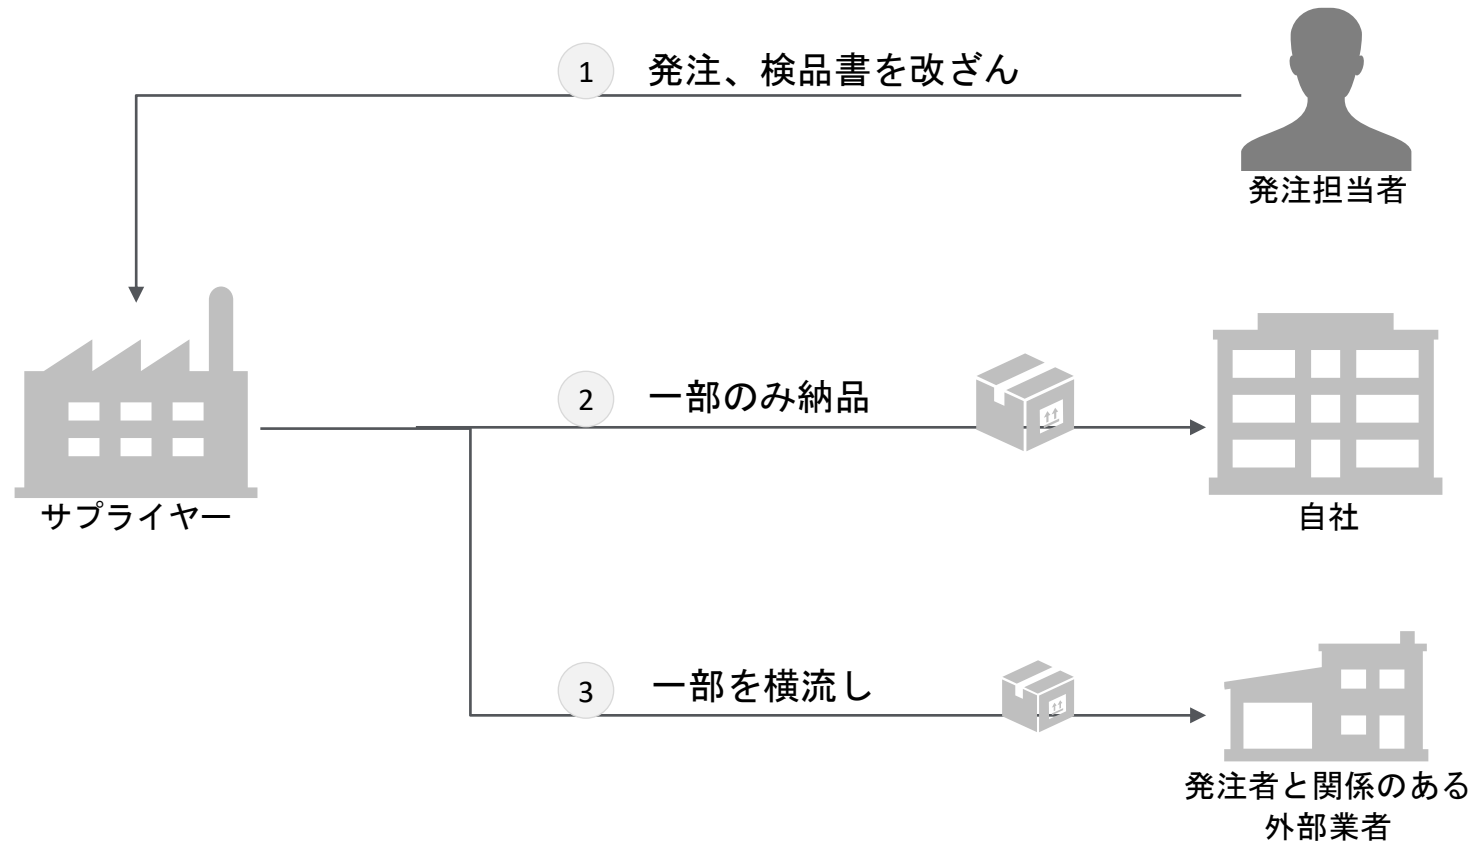 1 発注、検品書を改ざん
発注担当者
2 一部のみ納品
サプライヤー
自社
3 一部を横流し
発注者と関係のある
外部業者